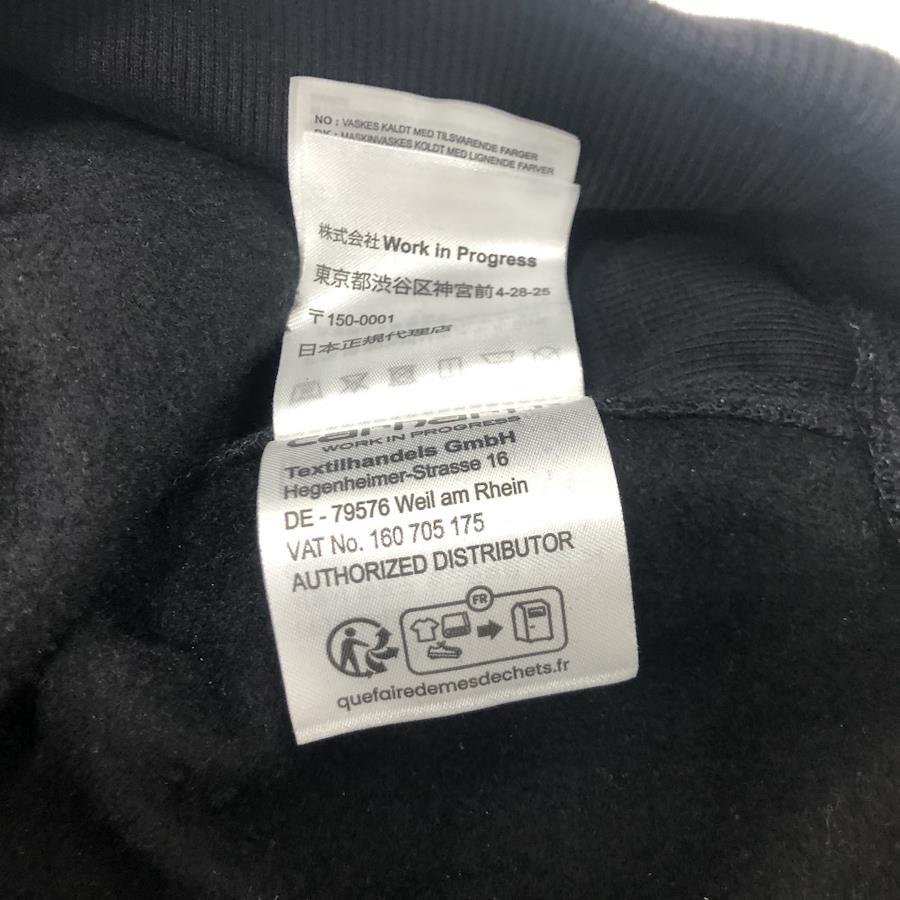 NO : VASKES KALDT MED TILSVARENDE FARGER
DK : MASKINVASKES KOLDT MED LIGNENDE FARVER
株式会社Work in Progress
東京都渋谷区神宮前4-28-25
〒150-0001
日本正規代理店
carhartt
WORK IN PROGRESS
Textilhandels GmbH
Hegenheimer-Strasse 16
DE - 79576 Weil am Rhein
VAT No. 160 705 175
AUTHORIZED DISTRIBUTOR
FR
quefairedemesdechets.fr